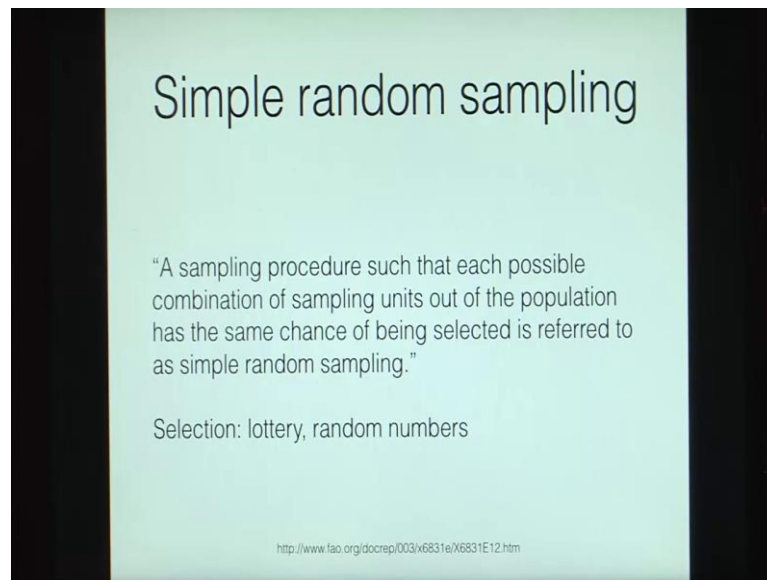 Simple random sampling
“A sampling procedure such that each possible
combination of sampling units out of the population
has the same chance of being selected is referred to
as simple random sampling.”
Selection: lottery, random numbers
http://www.fao.org/docrep/003/x6831e/X6831E12.htm